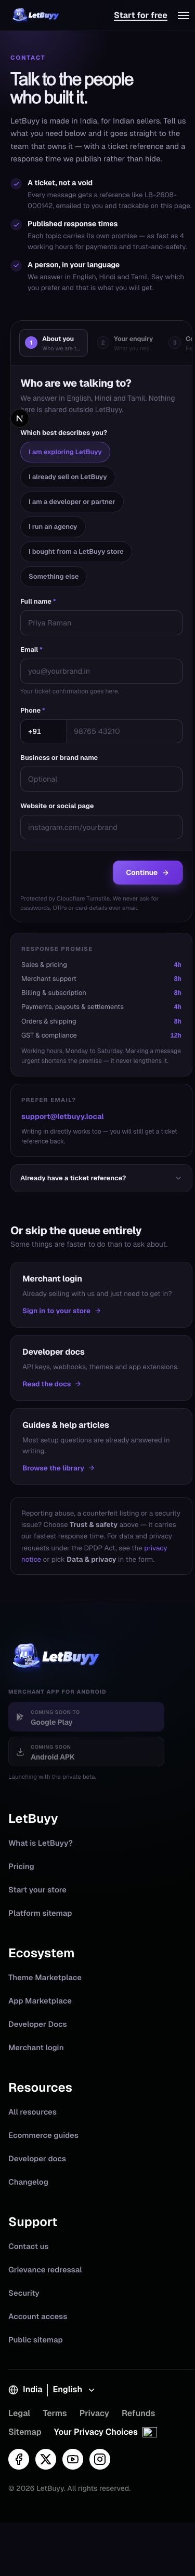 LetBuyy
Start for free
CONTACT
Talk to the people
who built it.
LetBuyy is made in India, for Indian sellers. Tell us
what you need below and it goes straight to the
team that owns it — with a ticket reference and a
response time we publish rather than hide.
A ticket, not a void
Every message gets a reference like LB-2608-
000142, emailed to you and trackable on this page.
Published response times
Each topic carries its own promise — as fast as 4
working hours for payments and trust-and-safety.
A person, in your language
We answer in English, Hindi and Tamil. Say which
you prefer and that is what you will get.
1
About you
Who we are t...
2
Your enquiry
What you nee...
3
Who are we talking to?
We answer in English, Hindi and Tamil. Nothing
is shared outside LetBuyy.
N
Which best describes you?
I am exploring LetBuyy
I already sell on LetBuyy
I am a developer or partner
I run an agency
I bought from a LetBuyy store
Something else
Full name *
Priya Raman
Email *
you@yourbrand.in
Your ticket confirmation goes here.
Phone *
+91
98765 43210
Business or brand name
Optional
Website or social page
instagram.com/yourbrand
Continue →
Protected by Cloudflare Turnstile. We never ask for
passwords, OTPs or card details over email.
RESPONSE PROMISE
Sales & pricing 4h
Merchant support 8h
Billing & subscription 8h
Payments, payouts & settlements 4h
Orders & shipping 8h
GST & compliance 12h
Working hours, Monday to Saturday. Marking a message
urgent shortens the promise — it never lengthens it.
PREFER EMAIL?
support@letbuyy.local
Writing in directly works too — you will still get a ticket
reference back.
Already have a ticket reference?
Or skip the queue entirely
Some things are faster to do than to ask about.
Merchant login
Already selling with us and just need to get in?
Sign in to your store →
Developer docs
API keys, webhooks, themes and app extensions.
Read the docs →
Guides & help articles
Most setup questions are already answered in
writing.
Browse the library →
Reporting abuse, a counterfeit listing or a security
issue? Choose Trust & safety above — it carries
our fastest response time. For data and privacy
requests under the DPDP Act, see the privacy
notice or pick Data & privacy in the form.
LetBuyy
MERCHANT APP FOR ANDROID
COMING SOON TO
Google Play
COMING SOON
Android APK
Launching with the private beta.
LetBuyy
What is LetBuyy?
Pricing
Start your store
Platform sitemap
Ecosystem
Theme Marketplace
App Marketplace
Developer Docs
Merchant login
Resources
All resources
Ecommerce guides
Developer docs
Changelog
Support
Contact us
Grievance redressal
Security
Account access
Public sitemap
India
English
Legal Terms Privacy Refunds
Sitemap Your Privacy Choices
© 2026 LetBuyy. All rights reserved.